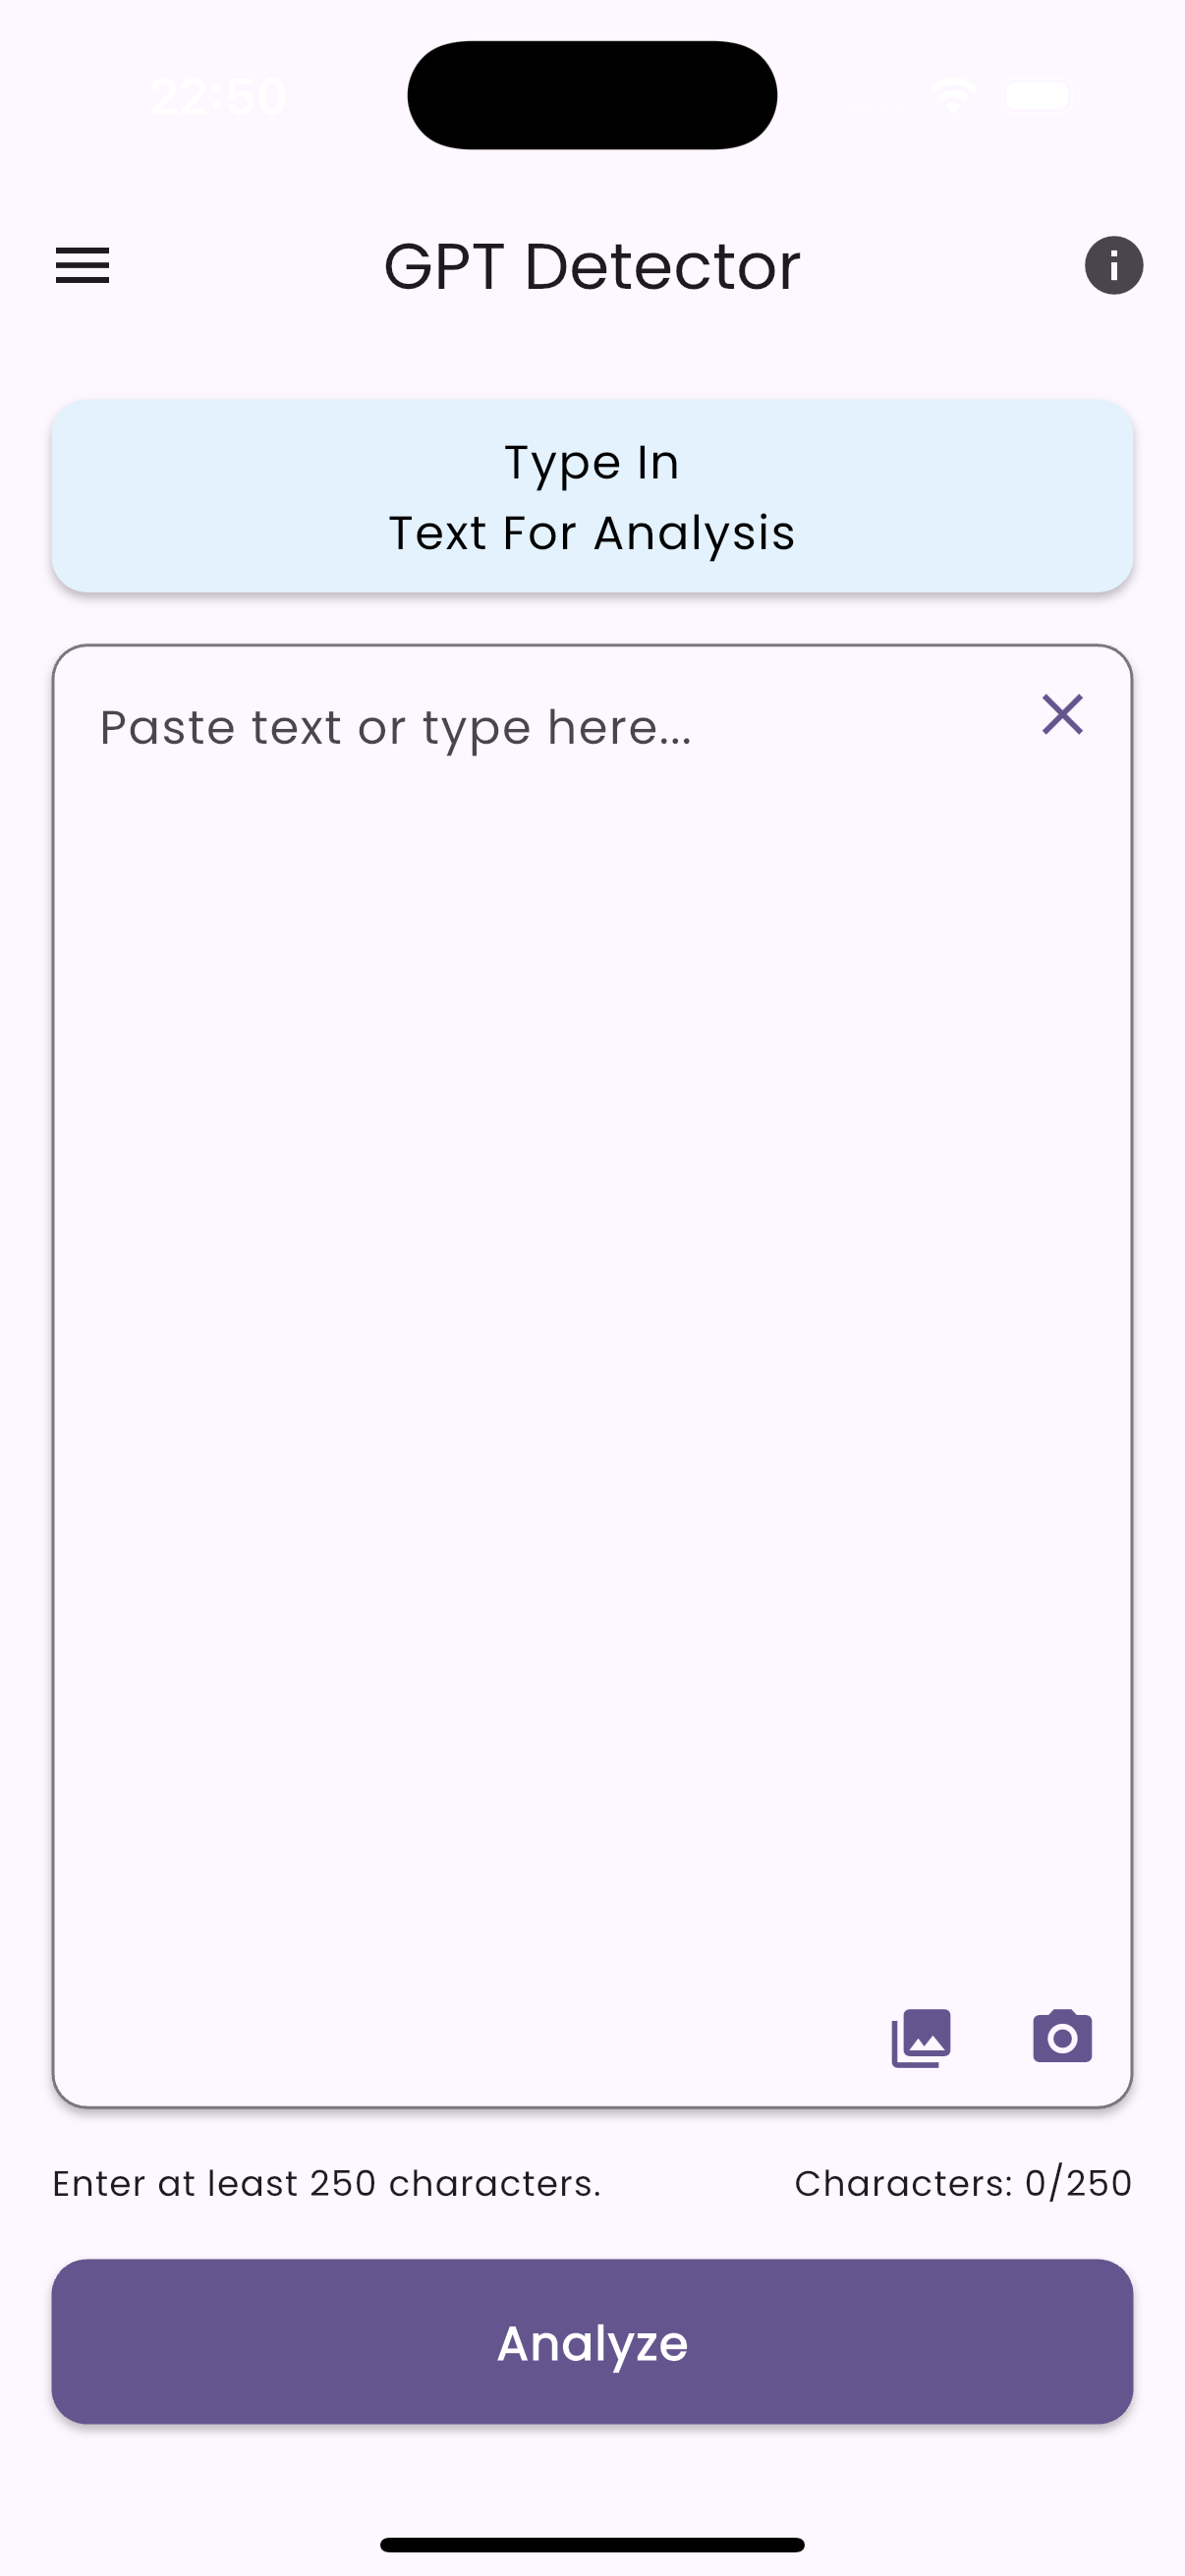 22:50
GPT Detector
Type In
Text For Analysis
Paste text or type here...
Enter at least 250 characters.
Characters: 0/250
Analyze